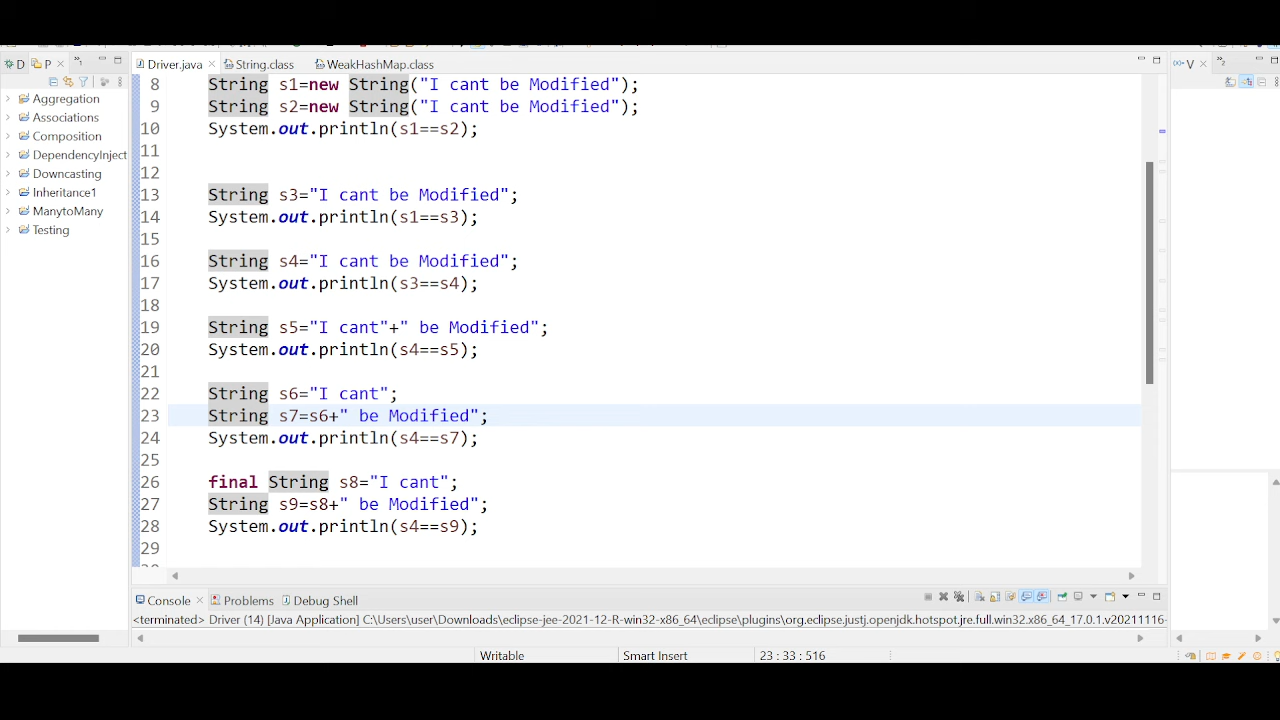 Driver.java
String.class
WeakHashMap.class
D
P
V
Aggregation
Associations
Composition
DependencyInject
Downcasting
Inheritance1
ManytoMany
Testing
8 String s1=new String("I cant be Modified");
9 String s2=new String("I cant be Modified");
10 System.out.println(s1==s2);
11
12
13 String s3="I cant be Modified";
14 System.out.println(s1==s3);
15
16 String s4="I cant be Modified";
17 System.out.println(s3==s4);
18
19 String s5="I cant"+" be Modified";
20 System.out.println(s4==s5);
21
22 String s6="I cant";
23 String s7=s6+" be Modified";
24 System.out.println(s4==s7);
25
26 final String s8="I cant";
27 String s9=s8+" be Modified";
28 System.out.println(s4==s9);
29
Console Problems Debug Shell
<terminated> Driver (14) [Java Application] C:\Users\user\Downloads\eclipse-jee-2021-12-R-win32-x86_64\eclipse\plugins\org.eclipse.justj.openjdk.hotspot.jre.full.win32.x86_64_17.0.1.v20211116-
Writable Smart Insert 23 : 33 : 516